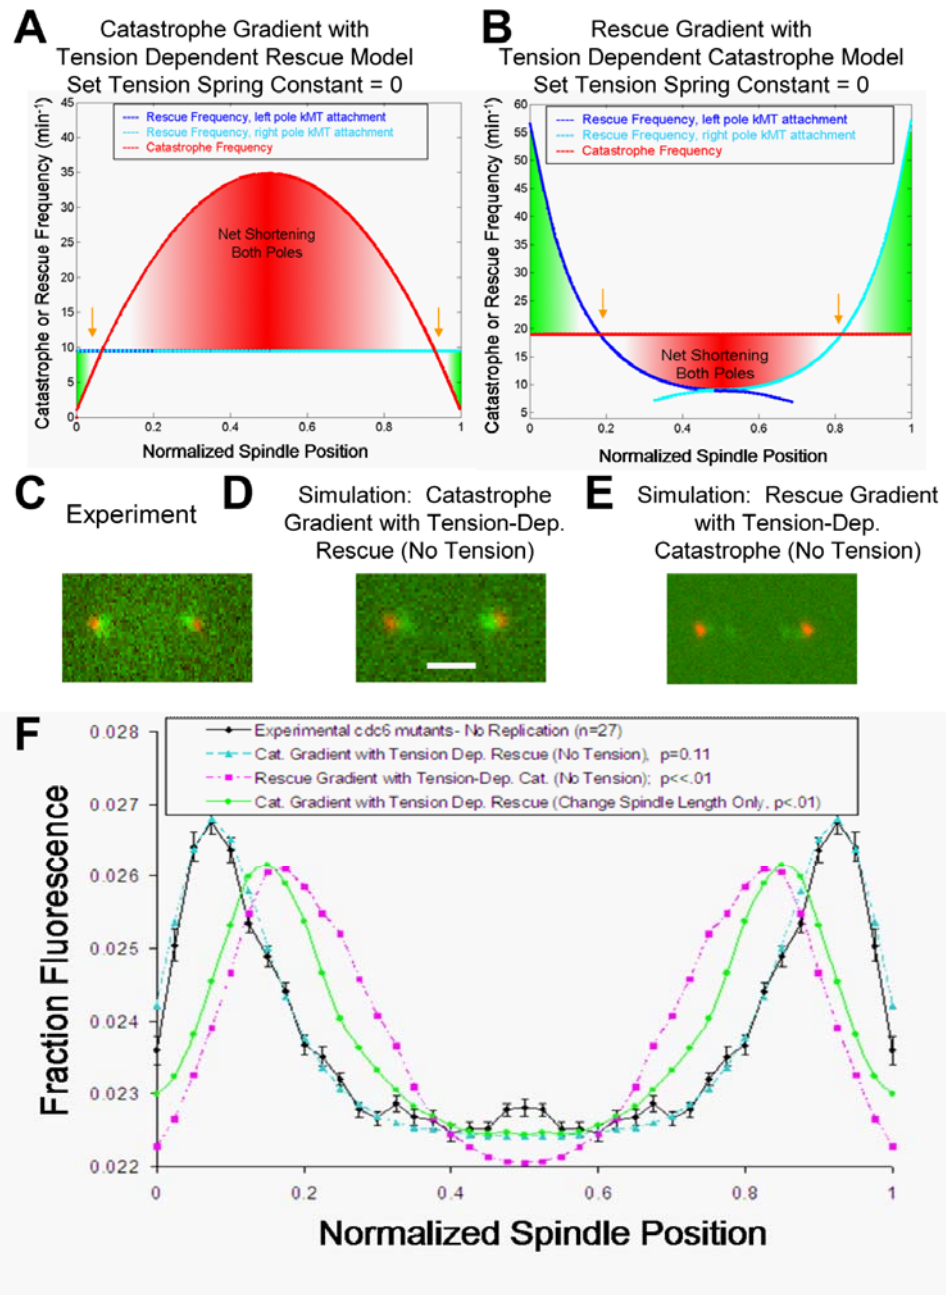 A
Catastrophe Gradient with
Tension Dependent Rescue Model
Set Tension Spring Constant = 0
Catastrophe or Rescue Frequency (min⁻¹)
45
40
35
30
25
20
15
10
5
0
Rescue Frequency, left pole kMT attachment
Rescue Frequency, right pole kMT attachment
Catastrophe Frequency
Net Shortening
Both Poles
0 0.2 0.4 0.6 0.8 1
Normalized Spindle Position
B
Rescue Gradient with
Tension Dependent Catastrophe Model
Set Tension Spring Constant = 0
Catastrophe or Rescue Frequency (min⁻¹)
60
55
50
45
40
35
30
25
20
15
10
5
Rescue Frequency, left pole kMT attachment
Rescue Frequency, right pole kMT attachment
Catastrophe Frequency
Net Shortening
Both Poles
0 0.2 0.4 0.6 0.8 1
Normalized Spindle Position
C
Experiment
D
Simulation: Catastrophe
Gradient with Tension-Dep.
Rescue (No Tension)
E
Simulation: Rescue Gradient
with Tension-Dep.
Catastrophe (No Tension)
F
Fraction Fluorescence
0.028
0.027
0.026
0.025
0.024
0.023
0.022
Experimental cdc6 mutants- No Replication (n=27)
Cat. Gradient with Tension Dep. Rescue (No Tension), p=0.11
Rescue Gradient with Tension-Dep. Cat. (No Tension); p<<.01
Cat. Gradient with Tension Dep. Rescue (Change Spindle Length Only, p<.01)
0 0.2 0.4 0.6 0.8 1
Normalized Spindle Position